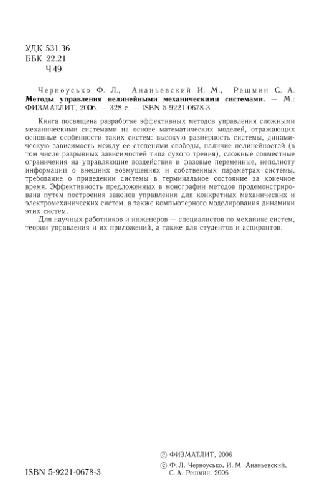 УДК 531.36
ББК 22.21
Ч 49
Черноусько Ф. Л., Ананьевский И. М., Решмин С. А.
Методы управления нелинейными механическими системами. — М.:
ФИЗМАТЛИТ, 2006. — 328 с. — ISBN 5-9221-0678-3.
Книга посвящена разработке эффективных методов управления сложными
механическими системами на основе математических моделей, отражающих
основные особенности таких систем: высокую размерность системы, динами-
ческую зависимость между ее степенями свободы, наличие нелинейностей (в
том числе разрывных зависимостей типа сухого трения), сложные совместные
ограничения на управляющие воздействия и фазовые переменные, неполноту
информации о внешних возмущениях и собственных параметрах системы,
требование о приведении системы в терминальное состояние за конечное
время. Эффективность предложенных в монографии методов продемонстриро-
вана путем построения законов управления для конкретных механических и
электромеханических систем, а также компьютерного моделирования динамики
этих систем.
Для научных работников и инженеров — специалистов по механике систем,
теории управления и их приложений, а также для студентов и аспирантов.
© ФИЗМАТЛИТ, 2006
ISBN 5-9221-0678-3
© Ф. Л. Черноусько, И. М. Ананьевский,
С. А. Решмин, 2006